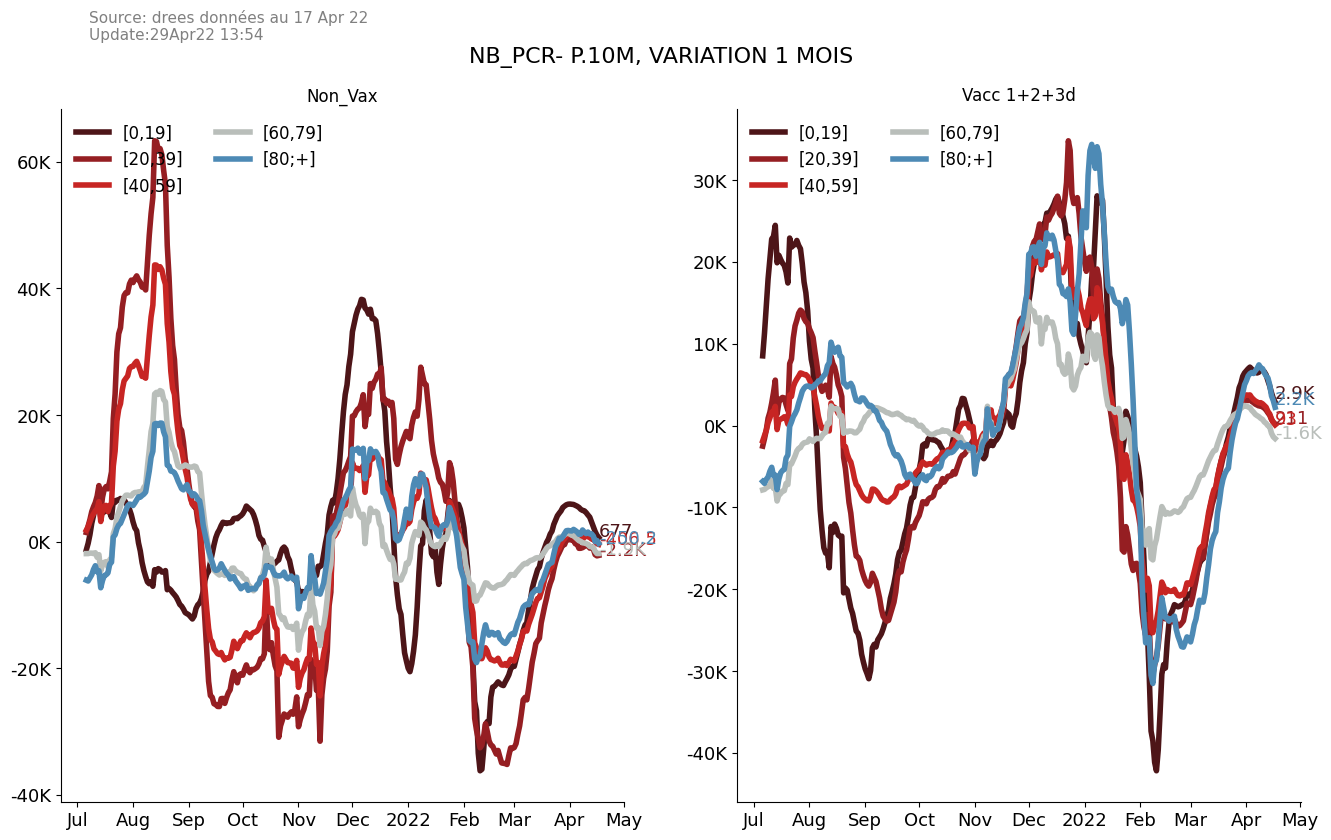 Source: drees données au 17 Apr 22
Update:29Apr22 13:54
NB_PCR- P.10M, VARIATION 1 MOIS
Non_Vax
[0,19]
[20,39]
[40,59]
[60,79]
[80;+]
60K
40K
20K
0K
-20K
-40K
677
-2.9K
Jul Aug Sep Oct Nov Dec 2022 Feb Mar Apr May
Vacc 1+2+3d
[0,19]
[20,39]
[40,59]
[60,79]
[80;+]
30K
20K
10K
0K
-10K
-20K
-30K
-40K
2.9K
2.2K
931
-1.6K
Jul Aug Sep Oct Nov Dec 2022 Feb Mar Apr May